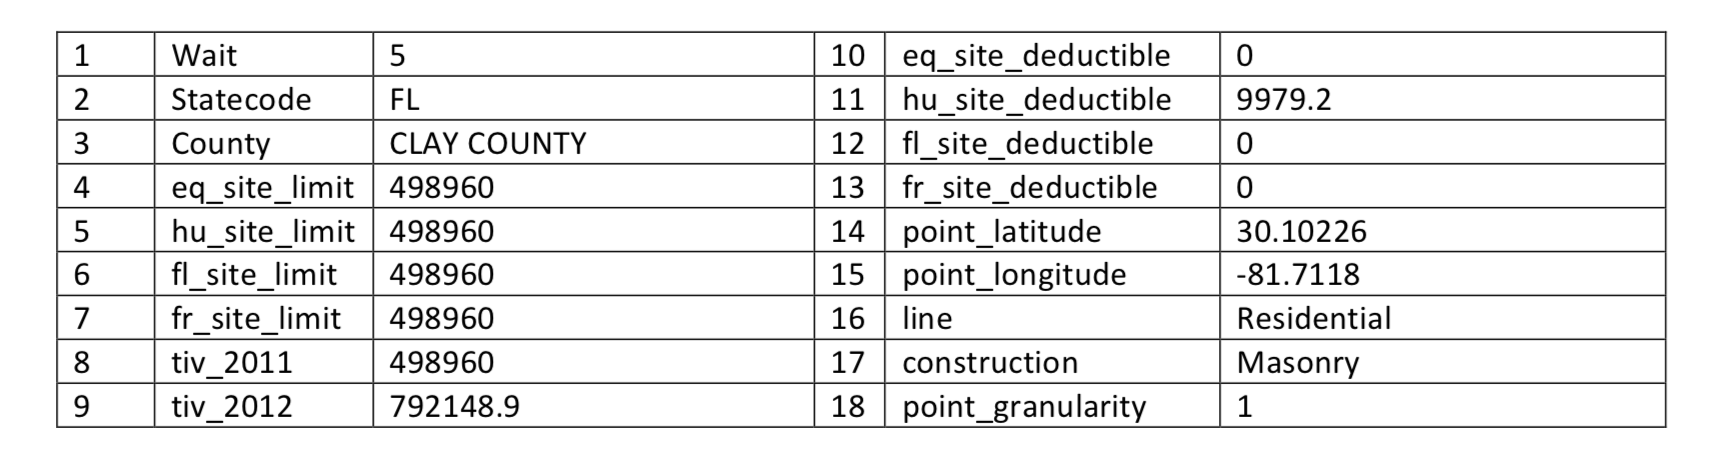 1 Wait 5 10 eq_site_deductible 0
2 Statecode FL 11 hu_site_deductible 9979.2
3 County CLAY COUNTY 12 fl_site_deductible 0
4 eq_site_limit 498960 13 fr_site_deductible 0
5 hu_site_limit 498960 14 point_latitude 30.10226
6 fl_site_limit 498960 15 point_longitude -81.7118
7 fr_site_limit 498960 16 line Residential
8 tiv_2011 498960 17 construction Masonry
9 tiv_2012 792148.9 18 point_granularity 1